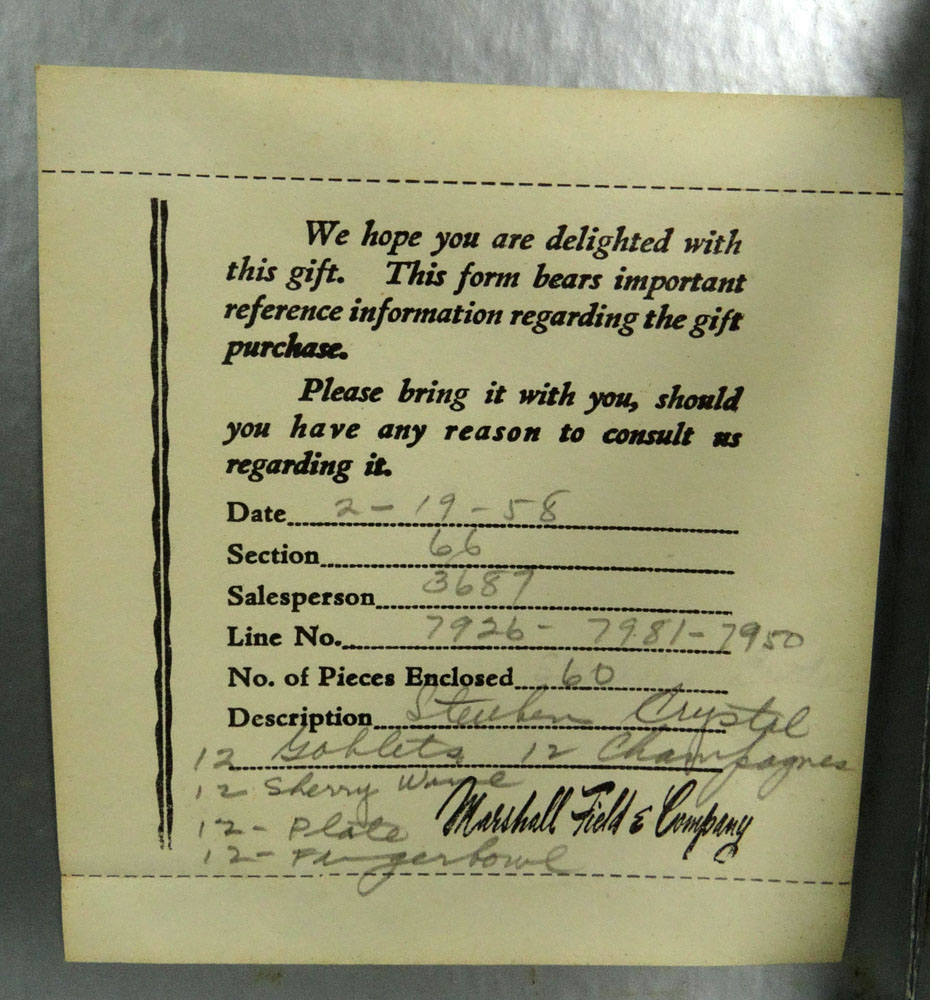 We hope you are delighted with
this gift. This form bears important
reference information regarding the gift
purchase.
Please bring it with you, should
you have any reason to consult us
regarding it.
Date 2-19-58
Section 66
Salesperson 3687
Line No. 7926- 7981-7950
No. of Pieces Enclosed 60
Description Steuben Crystal
12 Goblets 12 Champagnes
12 Sherry Wine
12- Plate
Marshall Field & Company
12- Fingerbowl